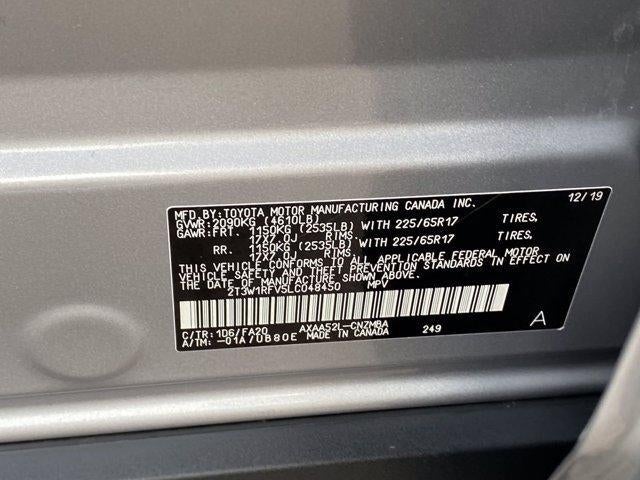 MFD.BY:TOYOTA MOTOR MANUFACTURING CANADA INC. 12/19
GVWR:2090KG (4610LB)
GAWR:FRT. 1150KG (2535LB) WITH 225/65R17 TIRES,
17X7.0J RIMS.
RR. 1150KG (2535LB) WITH 225/65R17 TIRES,
17X7.0J RIMS.
THIS VEHICLE CONFORMS TO ALL APPLICABLE FEDERAL MOTOR
VEHICLE SAFETY AND THEFT PREVENTION STANDARDS IN EFFECT ON
THE DATE OF MANUFACTURE SHOWN ABOVE.
2T3W1RFV5LC048450 MPV
C/TR:1D6/FA20 AXAA52L-CNZMBA 249 A
A/TM: -01A/UB80E MADE IN CANADA